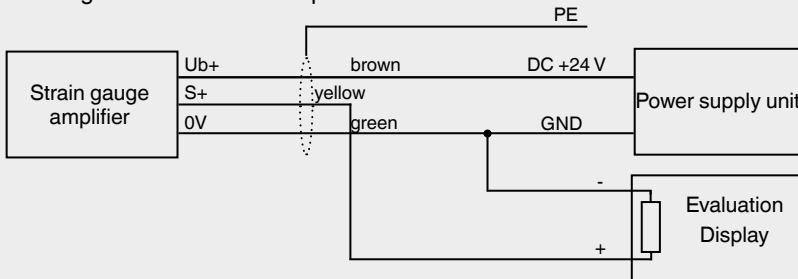 PE
Ub+ brown DC +24 V
Strain gauge
amplifier
S+ yellow
Power supply unit
0V green GND
-
Evaluation
Display
+